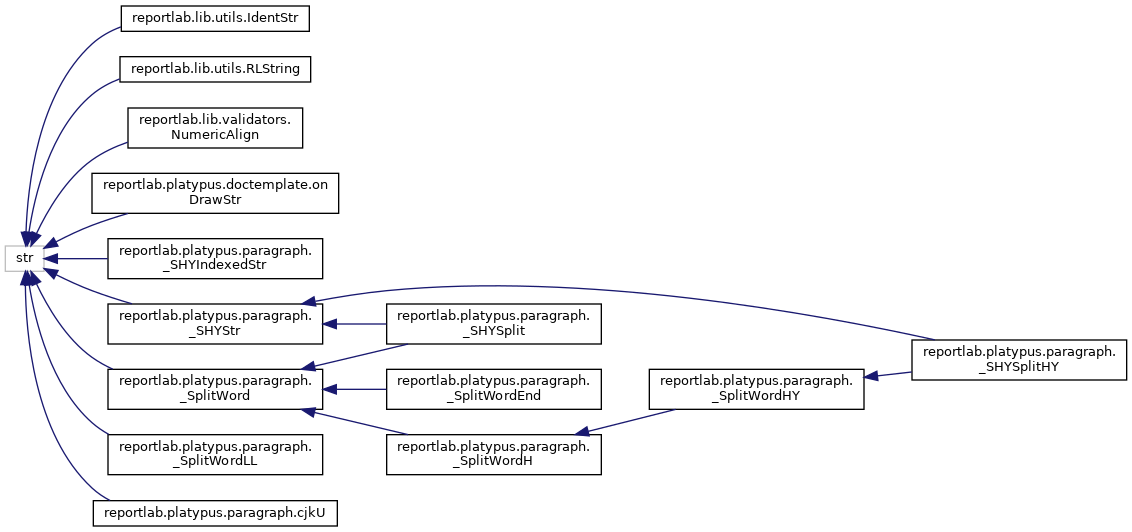 reportlab.lib.utils.IdentStr
reportlab.lib.utils.RLString
reportlab.lib.validators.
NumericAlign
reportlab.platypus.doctemplate.on
DrawStr
str
reportlab.platypus.paragraph.
_SHYIndexedStr
reportlab.platypus.paragraph.
_SHYStr
reportlab.platypus.paragraph.
_SHYSplit
reportlab.platypus.paragraph.
_SHYSplitHY
reportlab.platypus.paragraph.
_SplitWord
reportlab.platypus.paragraph.
_SplitWordEnd
reportlab.platypus.paragraph.
_SplitWordHY
reportlab.platypus.paragraph.
_SplitWordLL
reportlab.platypus.paragraph.
_SplitWordH
reportlab.platypus.paragraph.cjkU